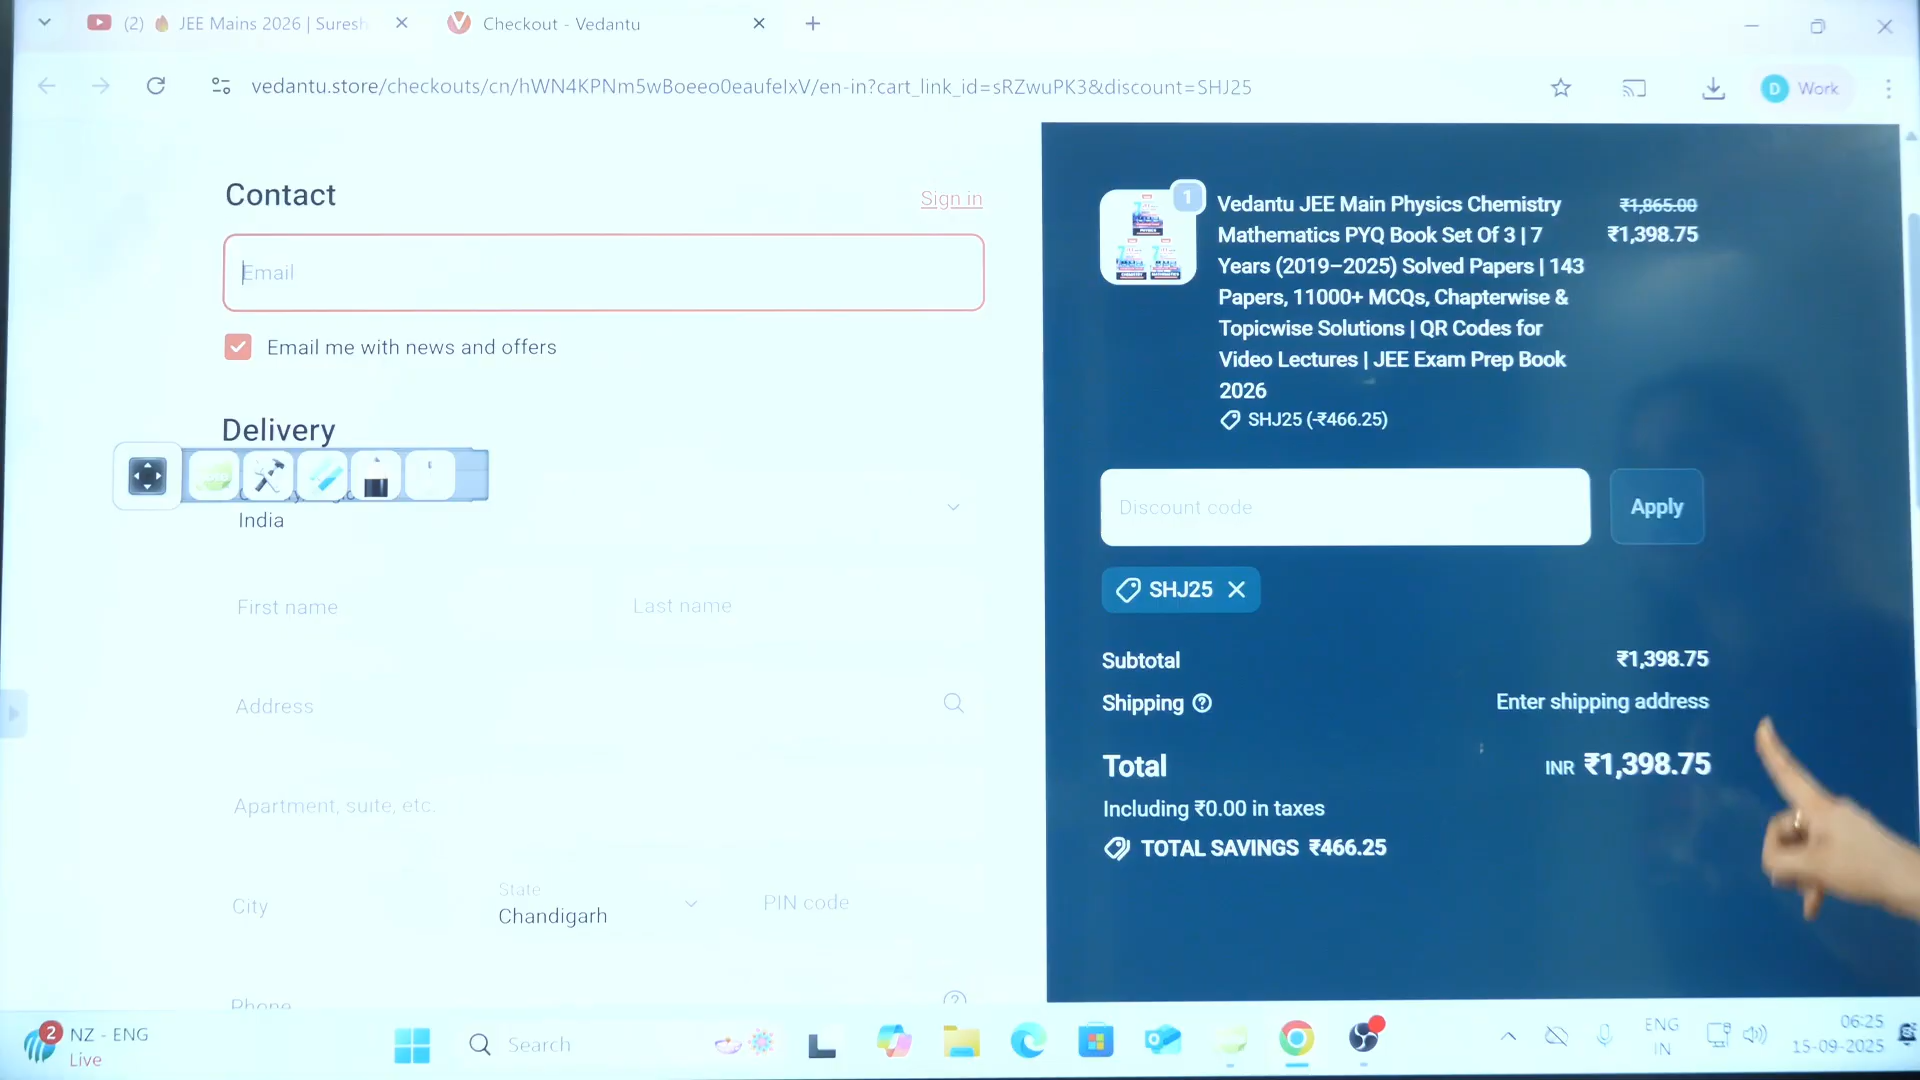 (2) 🔥 JEE Mains 2026 | Suresh
Checkout - Vedantu
vedantu.store/checkouts/cn/hWN4KPNm5wBoeeo0eaufeIxV/en-in?cart_link_id=sRZwuPK3&discount=SHJ25
D Work
Contact
Sign in
Email
Email me with news and offers
Delivery
India
First name
Last name
Address
Apartment, suite, etc.
City
State
Chandigarh
PIN code
Phone
1
Vedantu JEE Main Physics Chemistry
Mathematics PYQ Book Set Of 3 | 7
Years (2019–2025) Solved Papers | 143
Papers, 11000+ MCQs, Chapterwise &
Topicwise Solutions | QR Codes for
Video Lectures | JEE Exam Prep Book
2026
₹1,865.00
₹1,398.75
SHJ25 (-₹466.25)
Discount code
Apply
SHJ25
Subtotal ₹1,398.75
Shipping Enter shipping address
Total INR ₹1,398.75
Including ₹0.00 in taxes
TOTAL SAVINGS ₹466.25
2
NZ - ENG
Live
Search
ENG
IN
06:25
15-09-2025